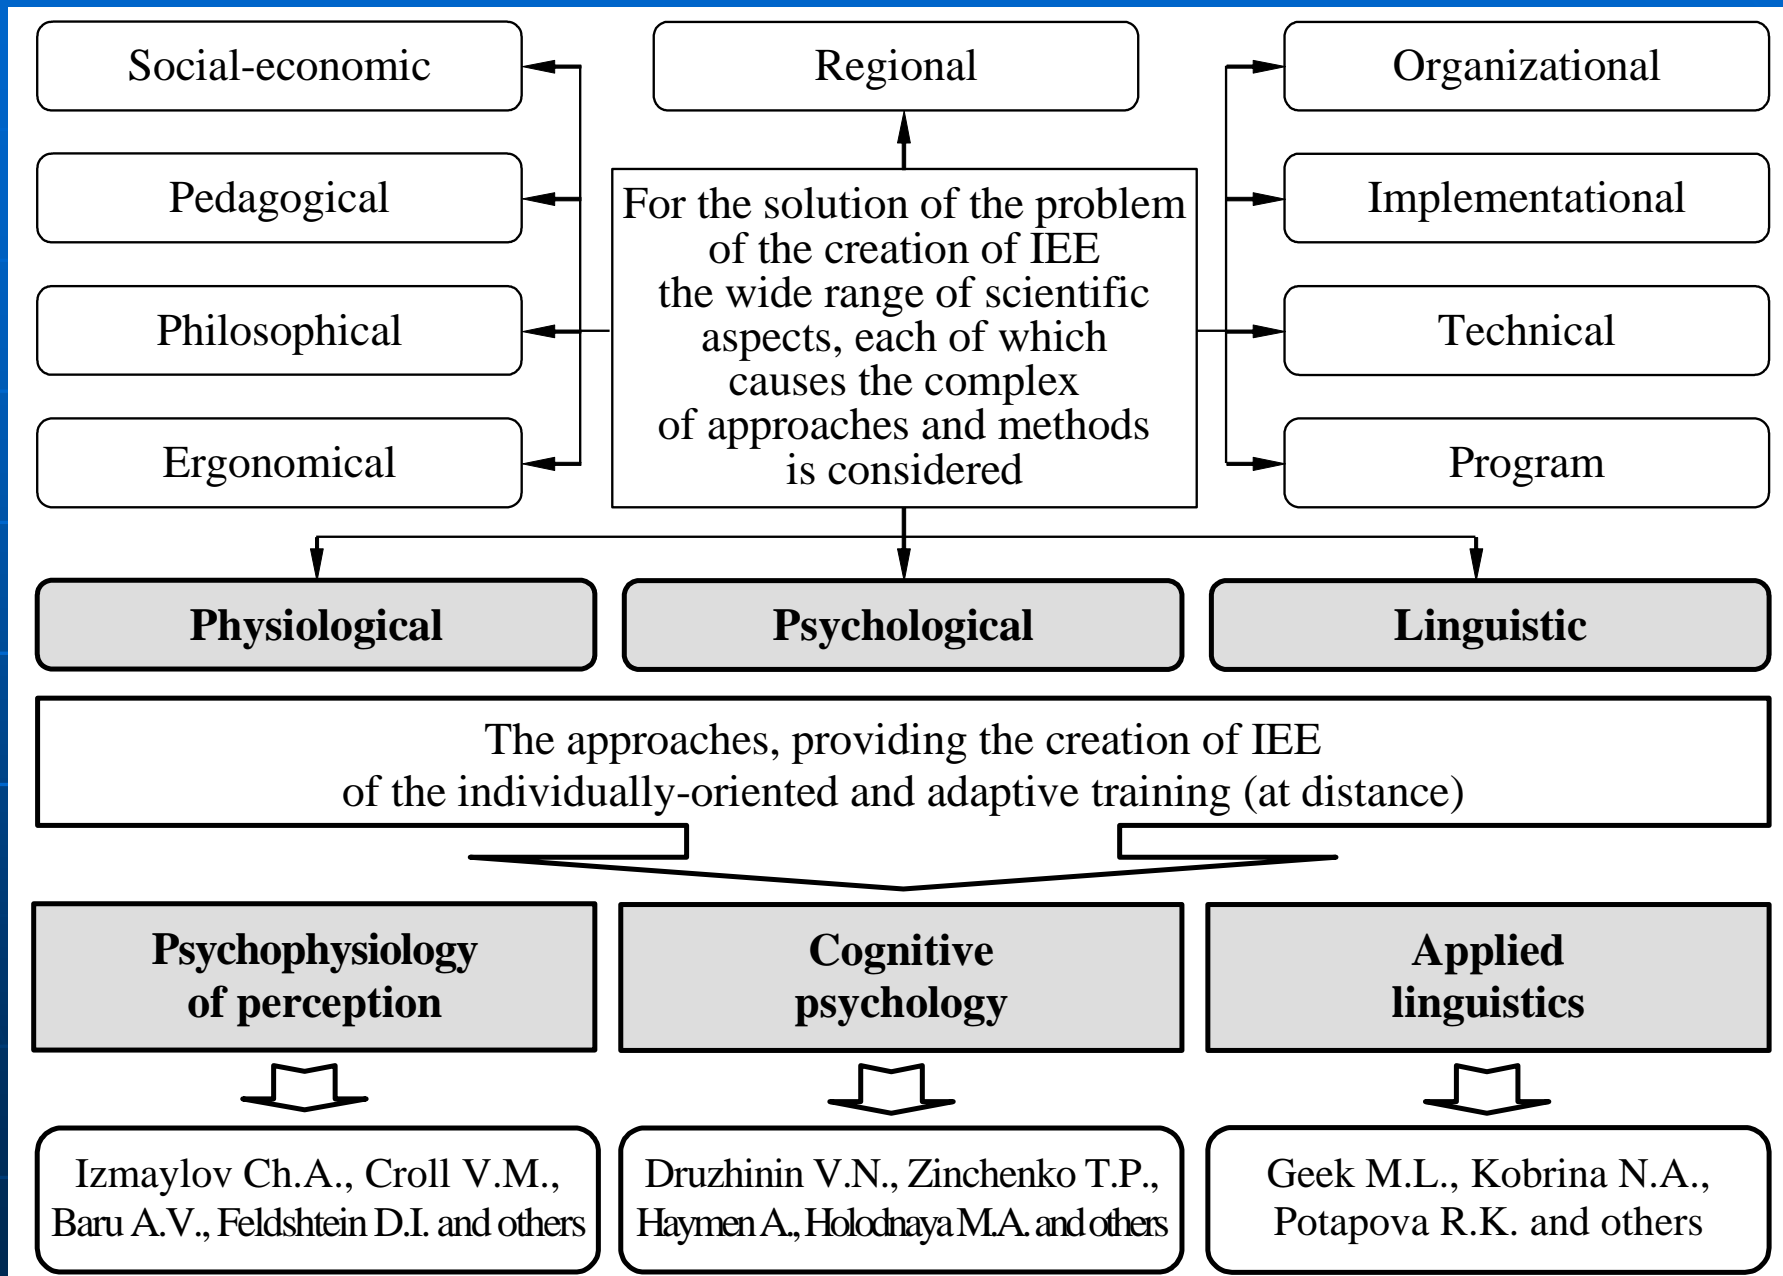 Social-economic
Regional
Organizational
Pedagogical
Implementational
Philosophical
Technical
Ergonomical
Program
For the solution of the problem
of the creation of IEE
the wide range of scientific
aspects, each of which
causes the complex
of approaches and methods
is considered
Physiological
Psychological
Linguistic
The approaches, providing the creation of IEE
of the individually-oriented and adaptive training (at distance)
Psychophysiology
of perception
Cognitive
psychology
Applied
linguistics
Izmaylov Ch.A., Croll V.M.,
Baru A.V., Feldshtein D.I. and others
Druzhinin V.N., Zinchenko T.P.,
Haymen A., Holodnaya M.A. and others
Geek M.L., Kobrina N.A.,
Potapova R.K. and others